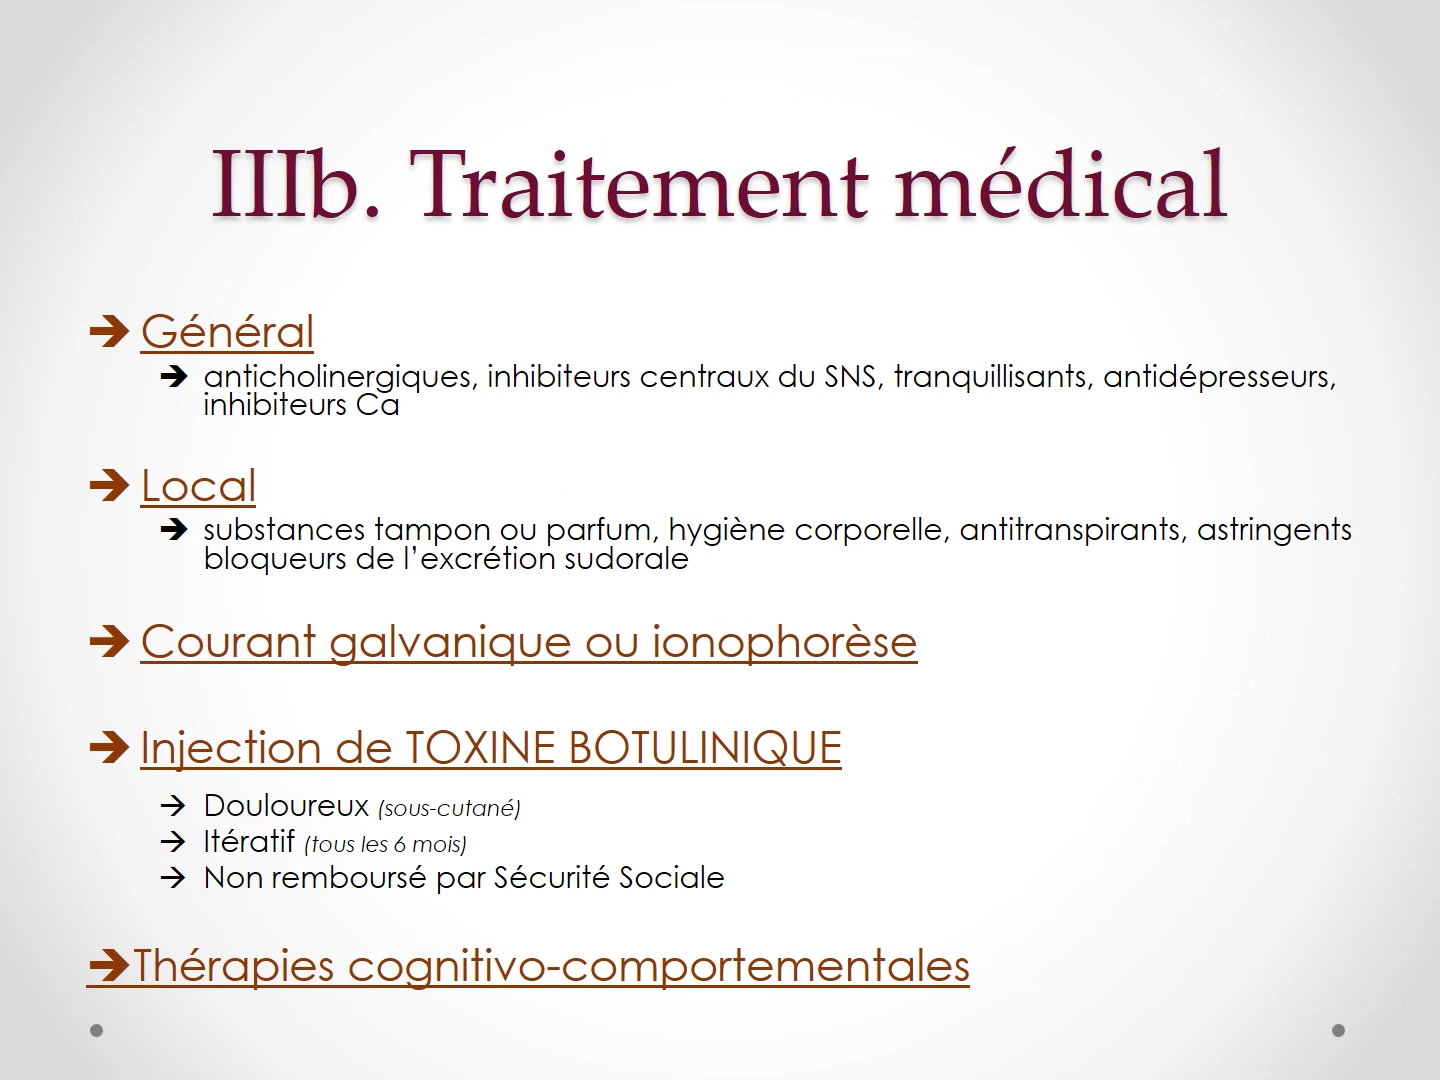 IIIb. Traitement médical
➔ Général
➔ anticholinergiques, inhibiteurs centraux du SNS, tranquillisants, antidépresseurs,
inhibiteurs Ca
➔ Local
➔ substances tampon ou parfum, hygiène corporelle, antitranspirants, astringents
bloqueurs de l’excrétion sudorale
➔ Courant galvanique ou ionophorèse
➔ Injection de TOXINE BOTULINIQUE
→ Douloureux (sous-cutané)
→ Itératif (tous les 6 mois)
→ Non remboursé par Sécurité Sociale
➔Thérapies cognitivo-comportementales